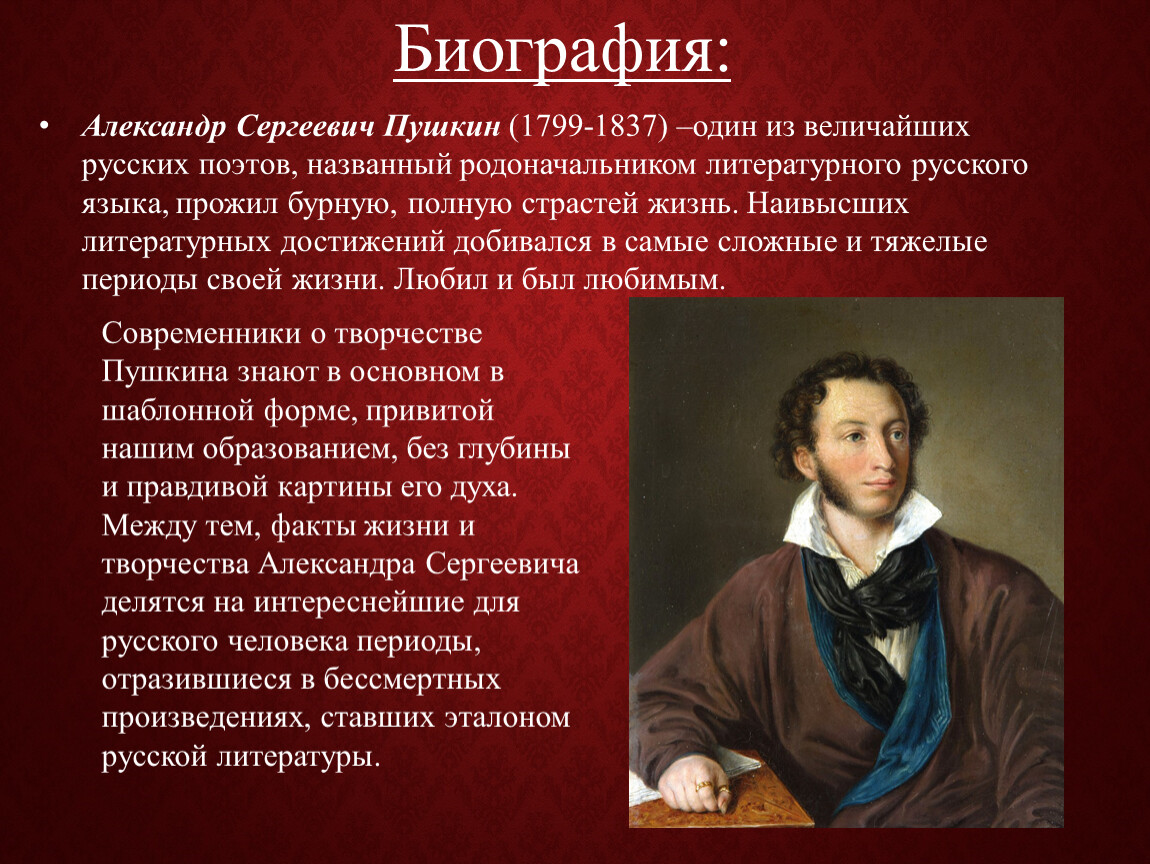 Биография:
• Александр Сергеевич Пушкин (1799-1837) –один из величайших
русских поэтов, названный родоначальником литературного русского
языка, прожил бурную, полную страстей жизнь. Наивысших
литературных достижений добивался в самые сложные и тяжелые
периоды своей жизни. Любил и был любимым.
Современники о творчестве
Пушкина знают в основном в
шаблонной форме, привитой
нашим образованием, без глубины
и правдивой картины его духа.
Между тем, факты жизни и
творчества Александра Сергеевича
делятся на интереснейшие для
русского человека периоды,
отразившиеся в бессмертных
произведениях, ставших эталоном
русской литературы.